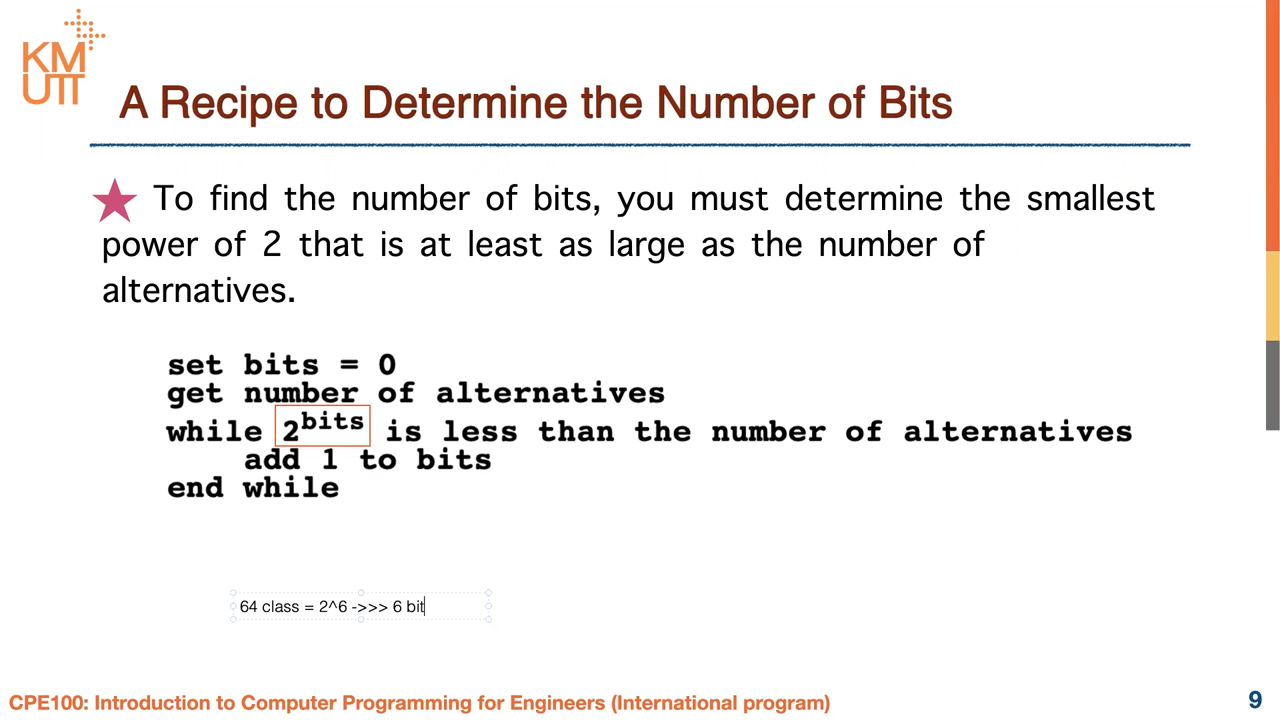 KM
UTT
A Recipe to Determine the Number of Bits
To find the number of bits, you must determine the smallest
power of 2 that is at least as large as the number of
alternatives.
set bits = 0
get number of alternatives
while 2^bits is less than the number of alternatives
add 1 to bits
end while
64 class = 2^6 ->>> 6 bit
CPE100: Introduction to Computer Programming for Engineers (International program)
9